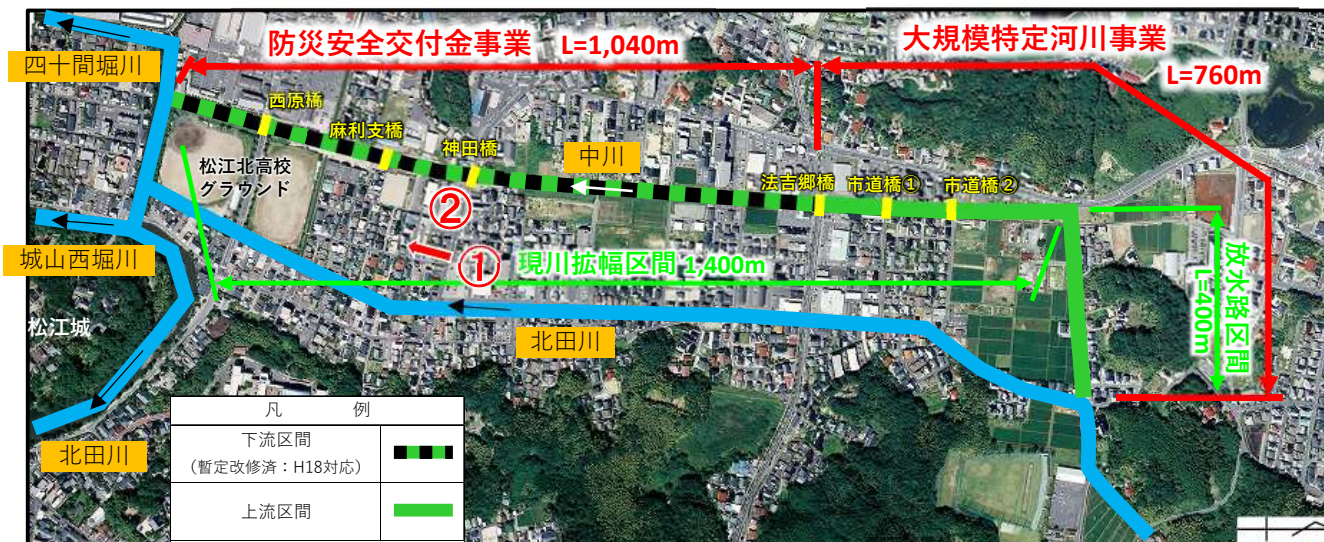 防災安全交付金事業 L=1,040m
大規模特定河川事業
L=760m
四十間堀川
西原橋
麻利支橋
神田橋
中川
法吉郷橋
市道橋①
市道橋②
松江北高校
グラウンド
②
①
現川拡幅区間 1,400m
放水路区間
L=400m
城山西堀川
松江城
北田川
北田川
凡 例
下流区間
(暫定改修済:H18対応)
上流区間